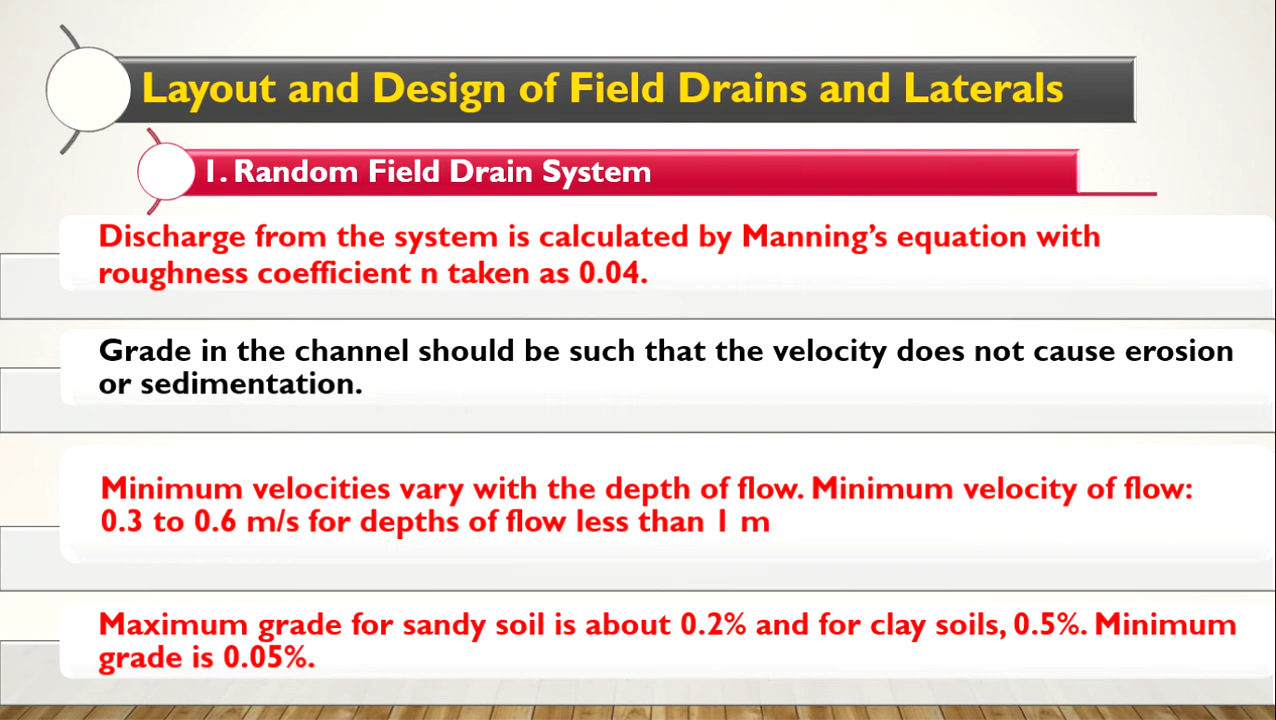 Layout and Design of Field Drains and Laterals
1. Random Field Drain System
Discharge from the system is calculated by Manning’s equation with
roughness coefficient n taken as 0.04.
Grade in the channel should be such that the velocity does not cause erosion
or sedimentation.
Minimum velocities vary with the depth of flow. Minimum velocity of flow:
0.3 to 0.6 m/s for depths of flow less than 1 m
Maximum grade for sandy soil is about 0.2% and for clay soils, 0.5%. Minimum
grade is 0.05%.